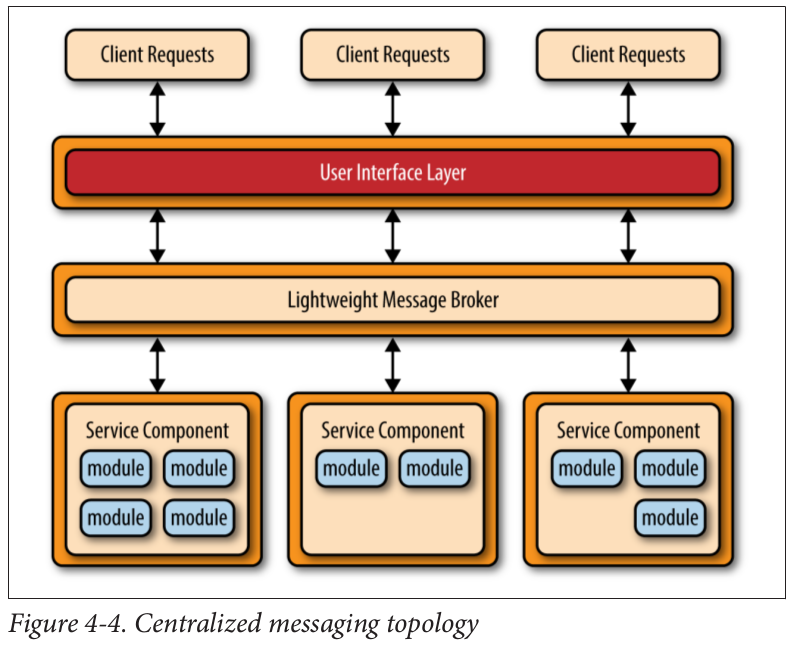 Client Requests Client Requests Client Requests
User Interface Layer
Lightweight Message Broker
Service Component Service Component Service Component
module module module module module module
module module module
Figure 4-4. Centralized messaging topology